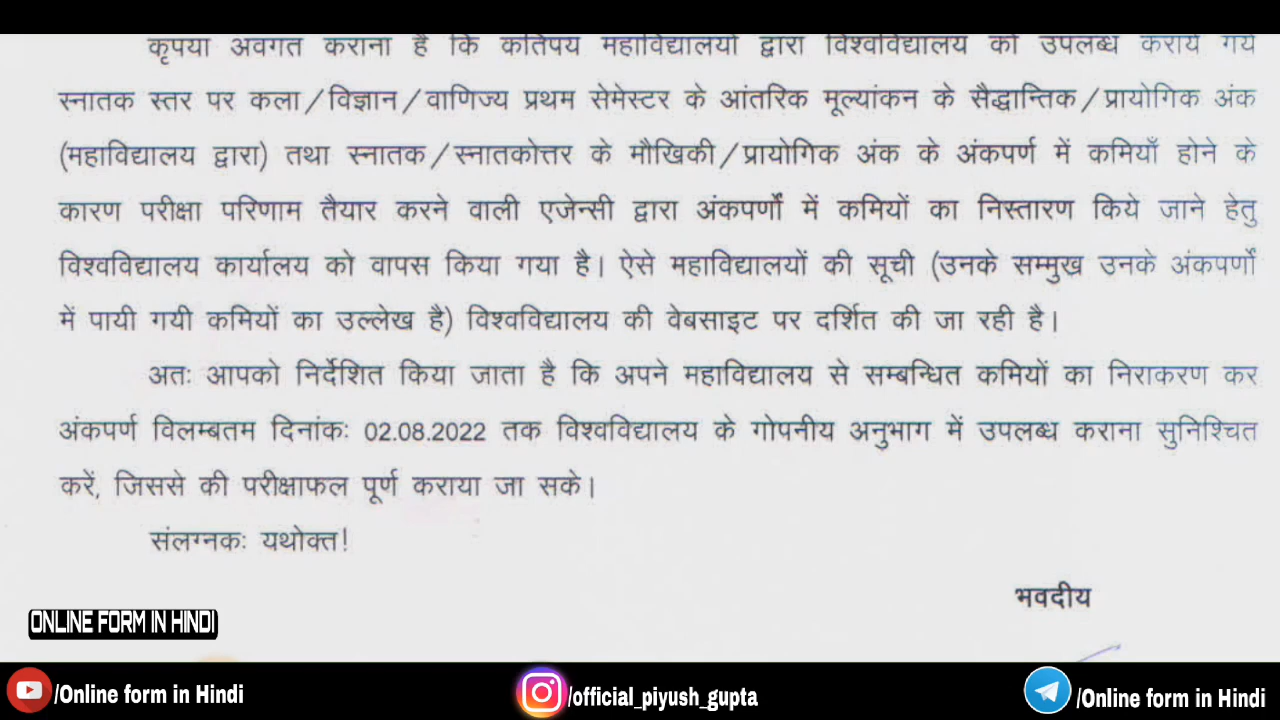 कृपया अवगत कराना है कि कतिपय महाविद्यालयों द्वारा विश्वविद्यालय को उपलब्ध कराये गये
स्नातक स्तर पर कला/विज्ञान/वाणिज्य प्रथम सेमेस्टर के आंतरिक मूल्यांकन के सैद्धान्तिक/प्रायोगिक अंक
(महाविद्यालय द्वारा) तथा स्नातक/स्नातकोत्तर के मौखिकी/प्रायोगिक अंक के अंकपर्ण में कमियाँ होने के
कारण परीक्षा परिणाम तैयार करने वाली एजेन्सी द्वारा अंकपर्णों में कमियों का निस्तारण किये जाने हेतु
विश्वविद्यालय कार्यालय को वापस किया गया है। ऐसे महाविद्यालयों की सूची (उनके सम्मुख उनके अंकपर्णों
में पायी गयी कमियों का उल्लेख है) विश्वविद्यालय की वेबसाइट पर दर्शित की जा रही है।
अतः आपको निर्देशित किया जाता है कि अपने महाविद्यालय से सम्बन्धित कमियों का निराकरण कर
अंकपर्ण विलम्बतम दिनांकः 02.08.2022 तक विश्वविद्यालय के गोपनीय अनुभाग में उपलब्ध कराना सुनिश्चित
करें, जिससे की परीक्षाफल पूर्ण कराया जा सके।
संलग्नकः यथोक्त!
भवदीय
ONLINE FORM IN HINDI
/Online form in Hindi
/official_piyush_gupta
/Online form in Hindi